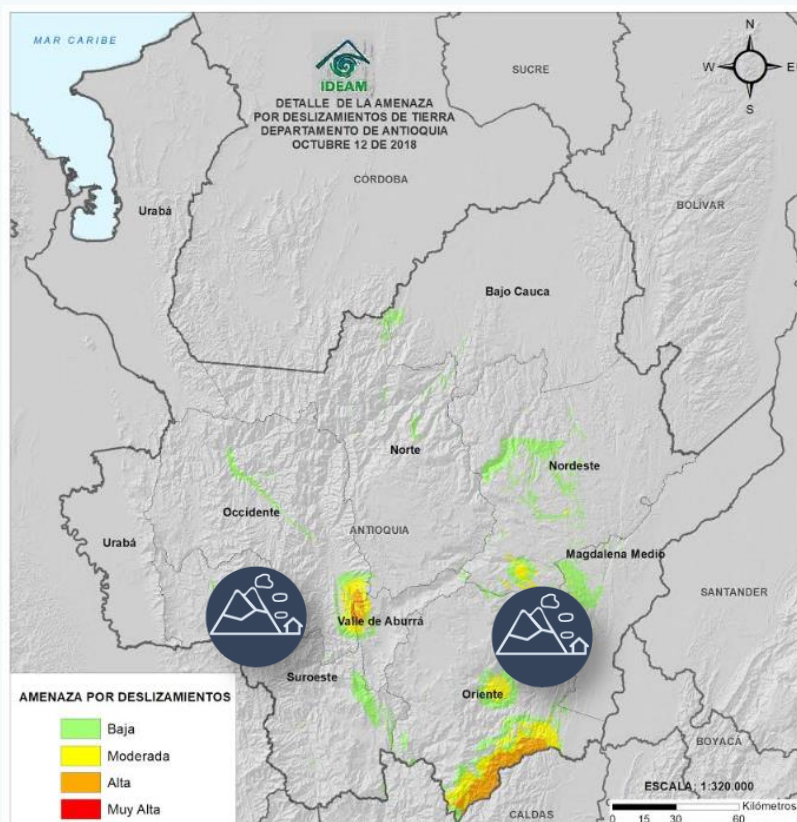 MAR CARIBE
IDEAM
DETALLE DE LA AMENAZA
POR DESLIZAMIENTOS DE TIERRA
DEPARTAMENTO DE ANTIOQUIA
OCTUBRE 12 DE 2018
N
W
E
S
SUCRE
CÓRDOBA
BOLÍVAR
Urabá
Bajo Cauca
Norte
Nordeste
Occidente
ANTIOQUIA
Urabá
Magdalena Medio
SANTANDER
Valle de Aburrá
Suroeste
Oriente
AMENAZA POR DESLIZAMIENTOS
Baja
Moderada
Alta
Muy Alta
BOYACÁ
CALDAS
ESCALA: 1:320.000
Kilómetros
0 15 30 60